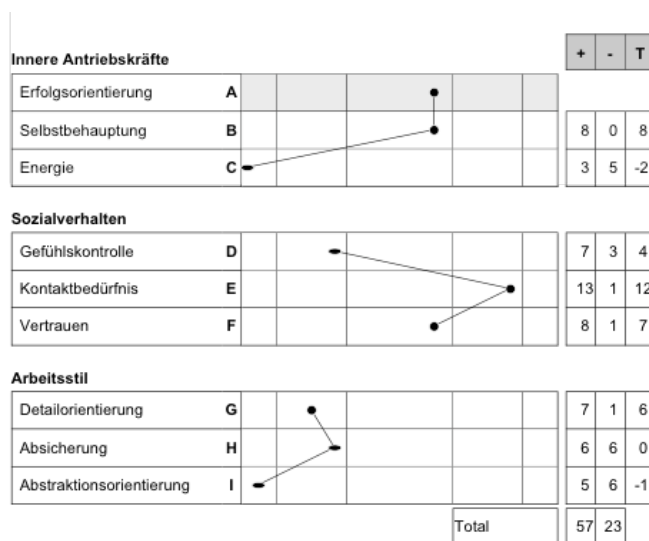 + - T
Innere Antriebskräfte
Erfolgsorientierung A
Selbstbehauptung B 8 0 8
Energie C 3 5 -2
Sozialverhalten
Gefühlskontrolle D 7 3 4
Kontaktbedürfnis E 13 1 12
Vertrauen F 8 1 7
Arbeitsstil
Detailorientierung G 7 1 6
Absicherung H 6 6 0
Abstraktionsorientierung I 5 6 -1
Total 57 23